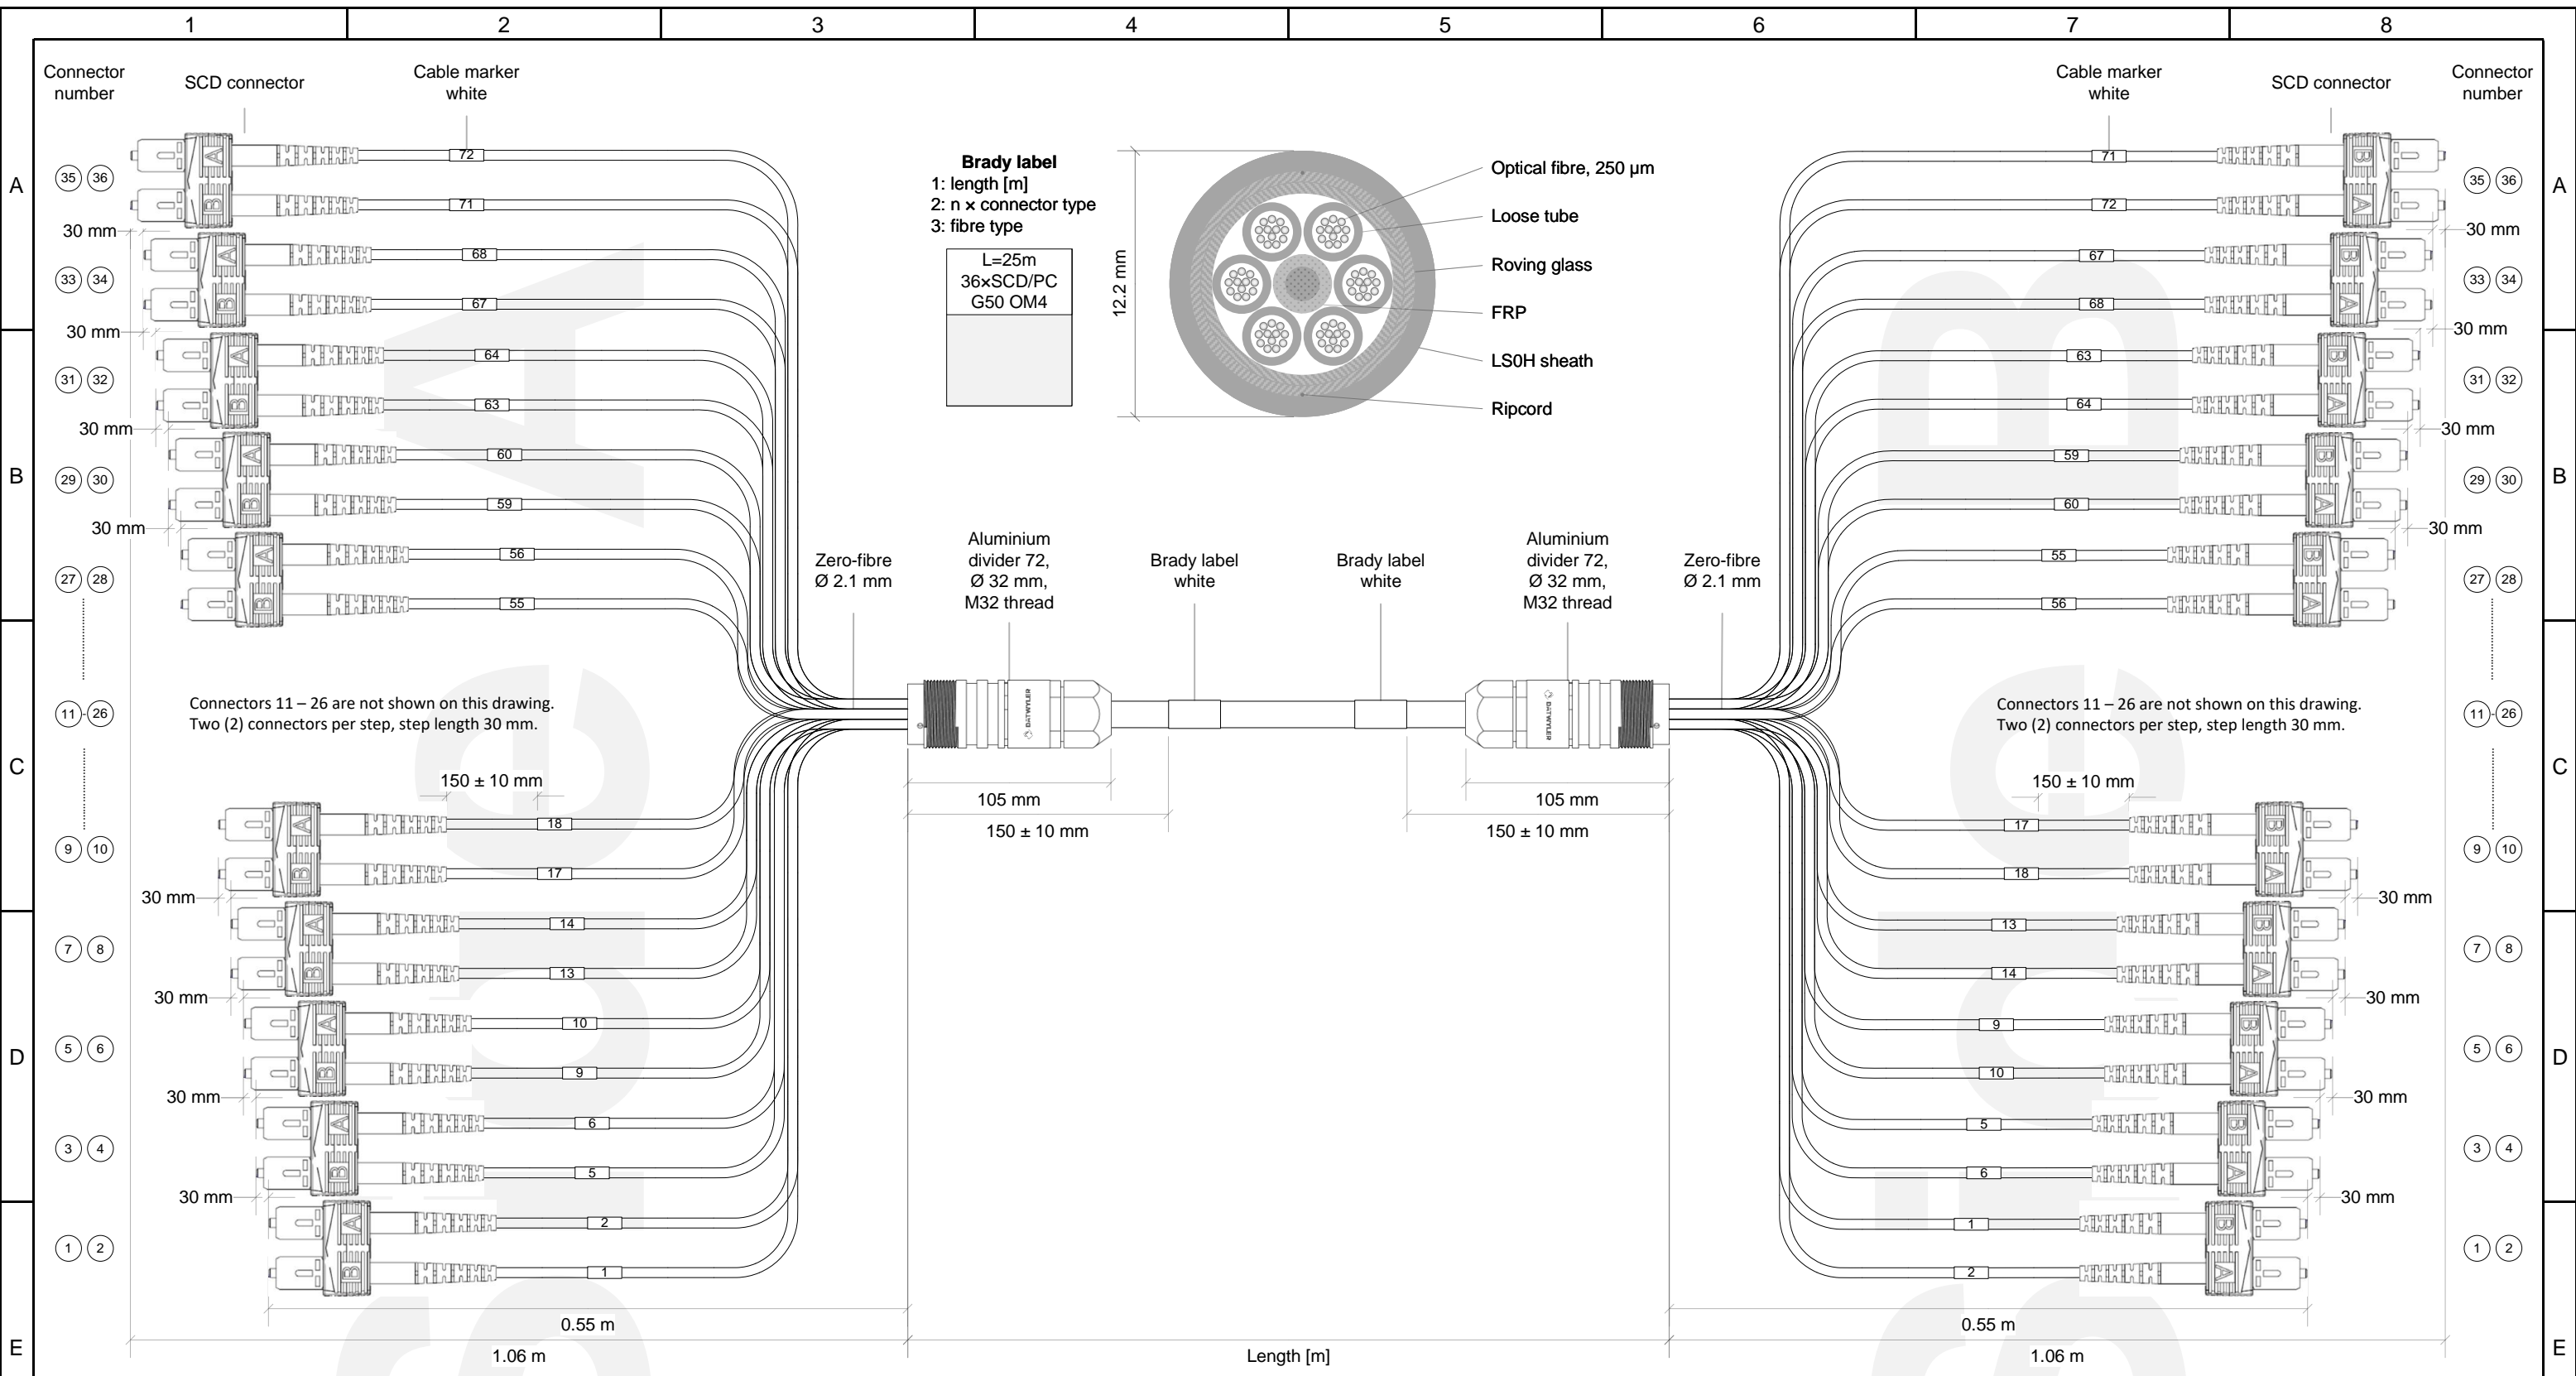 1 2 3 4 5 6 7 8
A
B
C
D
E
Connector
number
SCD connector
Cable marker
white
35 36
33 34
31 32
29 30
27 28
11 - 26
9 10
7 8
5 6
3 4
1 2
A
B
72
71
30 mm
A
B
68
67
30 mm
A
B
64
63
30 mm
A
B
60
59
30 mm
A
B
56
55
Connectors 11 – 26 are not shown on this drawing.
Two (2) connectors per step, step length 30 mm.
150 ± 10 mm
A
B
18
17
30 mm
A
B
14
13
30 mm
A
B
10
9
30 mm
A
B
6
5
30 mm
A
B
2
1
0.55 m
1.06 m
Brady label
1: length [m]
2: n × connector type
3: fibre type
L=25m
36×SCD/PC
G50 OM4
12.2 mm
Optical fibre, 250 µm
Loose tube
Roving glass
FRP
LS0H sheath
Ripcord
Zero-fibre
Ø 2.1 mm
Aluminium
divider 72,
Ø 32 mm,
M32 thread
Brady label
white
Brady label
white
Aluminium
divider 72,
Ø 32 mm,
M32 thread
Zero-fibre
Ø 2.1 mm
DATWYLER
DATWYLER
105 mm
150 ± 10 mm
105 mm
150 ± 10 mm
Length [m]
Cable marker
white
SCD connector
Connector
number
71
72
B
A
30 mm
67
68
B
A
30 mm
63
64
B
A
30 mm
59
60
B
A
30 mm
55
56
B
A
Connectors 11 – 26 are not shown on this drawing.
Two (2) connectors per step, step length 30 mm.
150 ± 10 mm
17
18
B
A
30 mm
13
14
B
A
30 mm
9
10
B
A
30 mm
5
6
B
A
30 mm
1
2
B
A
0.55 m
1.06 m
35 36
33 34
31 32
29 30
27 28
11 - 26
9 10
7 8
5 6
3 4
1 2
A
B
C
D
E
Side A
Side B